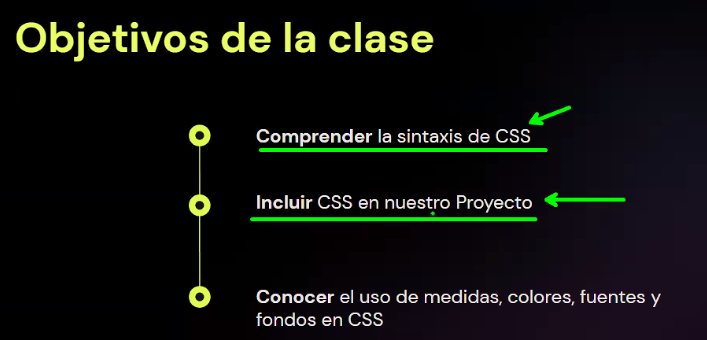 Objetivos de la clase
Comprender la sintaxis de CSS
Incluir CSS en nuestro Proyecto
Conocer el uso de medidas, colores, fuentes y
fondos en CSS